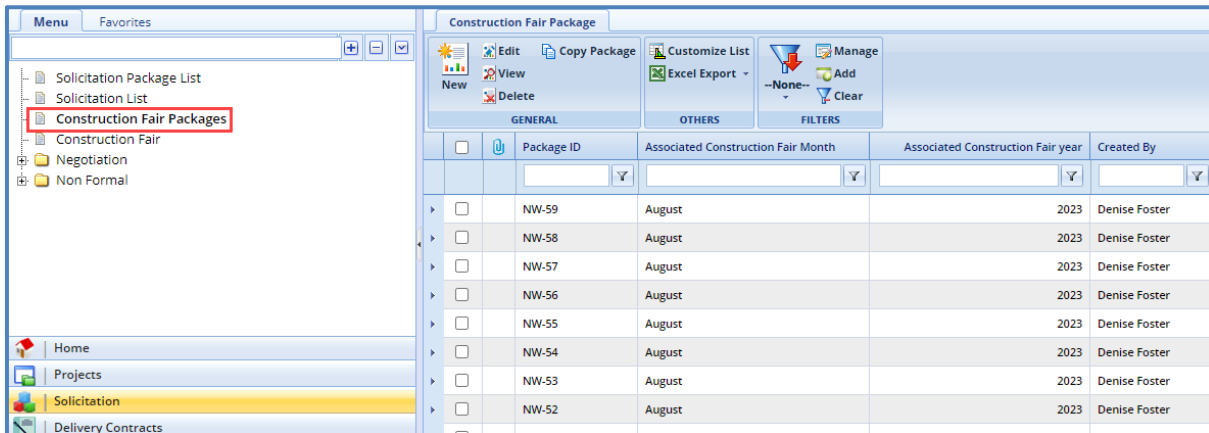 Menu Favorites
Solicitation Package List
Solicitation List
Construction Fair Packages
Construction Fair
Negotiation
Non Formal
Home
Projects
Solicitation
Delivery Contracts
Construction Fair Package
New
Edit
View
Delete
Copy Package
GENERAL
Customize List
Excel Export
OTHERS
--None--
Manage
Add
Clear
FILTERS
Package ID Associated Construction Fair Month Associated Construction Fair year Created By
NW-59 August 2023 Denise Foster
NW-58 August 2023 Denise Foster
NW-57 August 2023 Denise Foster
NW-56 August 2023 Denise Foster
NW-55 August 2023 Denise Foster
NW-54 August 2023 Denise Foster
NW-53 August 2023 Denise Foster
NW-52 August 2023 Denise Foster